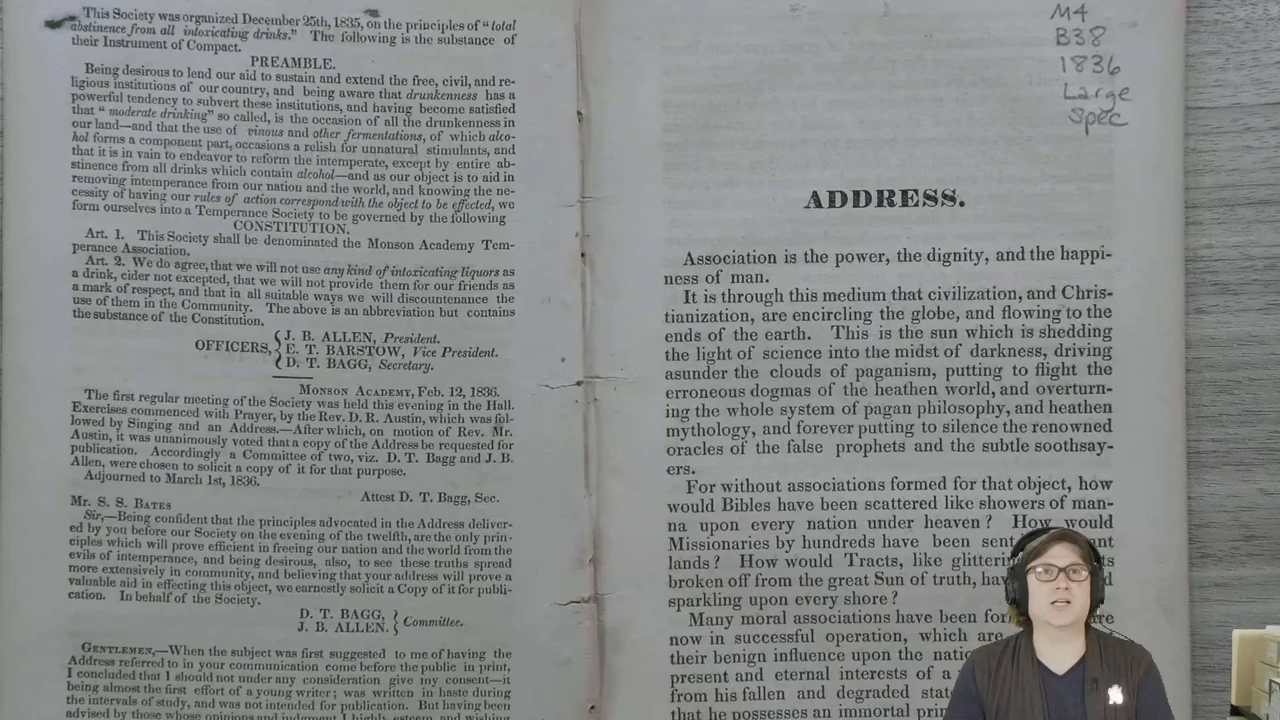 This Society was organized December 25th, 1835, on the principles of "total
abstinence from all intoxicating drinks." The following is the substance of
their Instrument of Compact.
PREAMBLE.
Being desirous to lend our aid to sustain and extend the free, civil, and re-
ligious institutions of our country, and being aware that drunkenness has a
powerful tendency to subvert these institutions, and having become satisfied
that "moderate drinking" so called, is the occasion of all the drunkenness in
our land—and that the use of vinous and other fermentations, of which alco-
hol forms a component part, occasions a relish for unnatural stimulants, and
that it is in vain to endeavor to reform the intemperate, except by entire ab-
stinence from all drinks which contain alcohol—and as our object is to aid in
removing intemperance from our nation and the world, and knowing the ne-
cessity of having our rules of action correspond with the object to be effected, we
form ourselves into a Temperance Society to be governed by the following
CONSTITUTION.
Art. 1. This Society shall be denominated the Monson Academy Tem-
perance Association.
Art. 2. We do agree, that we will not use any kind of intoxicating liquors as
a drink, cider not excepted, that we will not provide them for our friends as
a mark of respect, and that in all suitable ways we will discountenance the
use of them in the Community. The above is an abbreviation but contains
the substance of the Constitution.
OFFICERS, { J. B. ALLEN, President.
E. T. BARSTOW, Vice President.
D. T. BAGG, Secretary.
MONSON ACADEMY, Feb. 12, 1836.
The first regular meeting of the Society was held this evening in the Hall.
Exercises commenced with Prayer, by the Rev. D. R. Austin, which was fol-
lowed by Singing and an Address.—After which, on motion of Rev. Mr.
Austin, it was unanimously voted that a copy of the Address be requested for
publication. Accordingly a Committee of two, viz. D. T. Bagg and J. B.
Allen, were chosen to solicit a copy of it for that purpose.
Adjourned to March 1st, 1836.
Attest D. T. Bagg, Sec.
MR. S. S. BATES
Sir,—Being confident that the principles advocated in the Address deliver-
ed by you before our Society on the evening of the twelfth, are the only prin-
ciples which will prove efficient in freeing our nation and the world from the
evils of intemperance, and being desirous, also, to see these truths spread
more extensively in community, and believing that your address will prove a
valuable aid in effecting this object, we earnestly solicit a Copy of it for publi-
cation. In behalf of the Society.
D. T. BAGG,
J. B. ALLEN. } Committee.
GENTLEMEN,—When the subject was first suggested to me of having the
Address referred to in your communication come before the public in print,
I concluded that I should not under any consideration give my consent—it
being almost the first effort of a young writer; was written in haste during
the intervals of study, and was not intended for publication. But having been
advised by those whose opinions and judgment I highly esteem, and wishing
M4
B38
1836
Large
Spec
ADDRESS.
Association is the power, the dignity, and the happi-
ness of man.
It is through this medium that civilization, and Chris-
tianization, are encircling the globe, and flowing to the
ends of the earth. This is the sun which is shedding
the light of science into the midst of darkness, driving
asunder the clouds of paganism, putting to flight the
erroneous dogmas of the heathen world, and overturn-
ing the whole system of pagan philosophy, and heathen
mythology, and forever putting to silence the renowned
oracles of the false prophets and the subtle soothsay-
ers.
For without associations formed for that object, how
would Bibles have been scattered like showers of man-
na upon every nation under heaven? How would
Missionaries by hundreds have been sent
lands? How would Tracts, like
broken off from the great Sun of truth,
sparkling upon every shore?
Many moral associations have been
now in successful operation, which are
their benign influence upon the
present and eternal interests of a
from his fallen and degraded
that he possesses an immortal